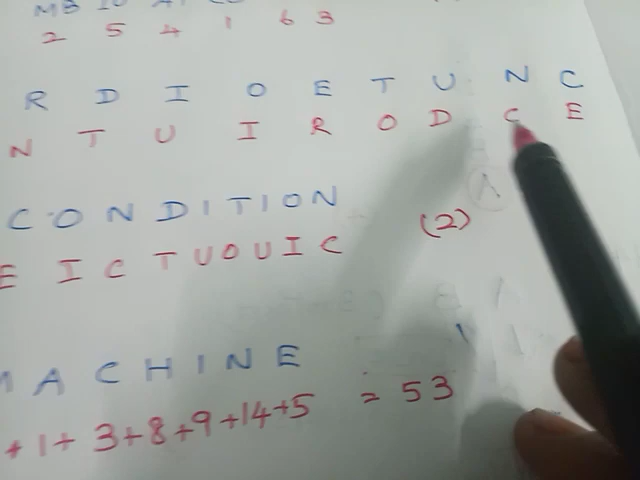 2 5 4 1 6 3
R D I O E T U N C
N T U I R O D C E
C O N D I T I O N
E I C T U O U I C (2)
M A C H I N E
+ 1 + 3 + 8 + 9 + 14 + 5 = 53